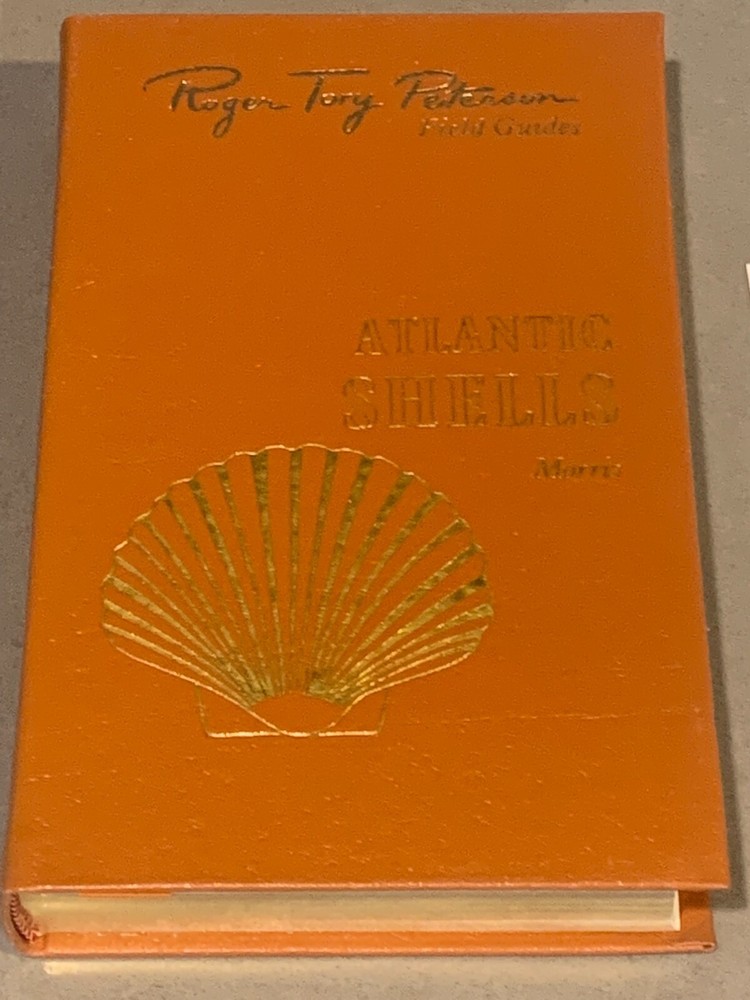 Roger Tory Peterson
Field Guides
ATLANTIC
SHELLS
Morris